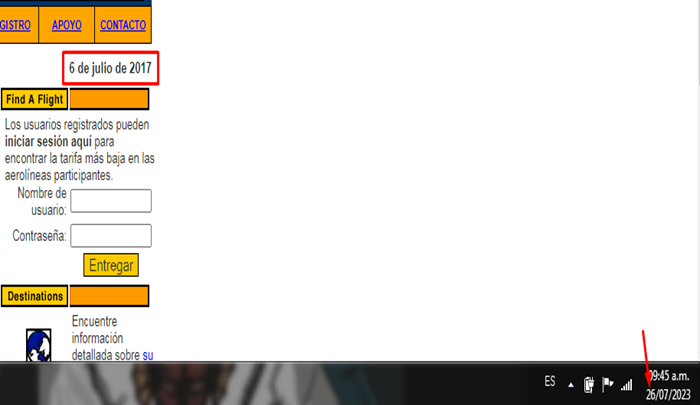 GISTRO APOYO CONTACTO
6 de julio de 2017
Find A Flight
Los usuarios registrados pueden
iniciar sesión aquí para
encontrar la tarifa más baja en las
aerolíneas participantes.
Nombre de
usuario:
Contraseña:
Entregar
Destinations
Encuentre
información
detallada sobre su
ES
09:45 a.m.
26/07/2023